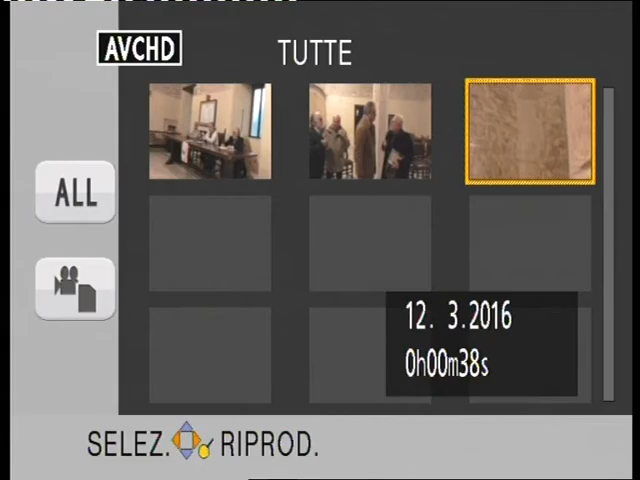 AVCHD TUTTE
ALL
12. 3.2016
0h00m38s
SELEZ. RIPROD.